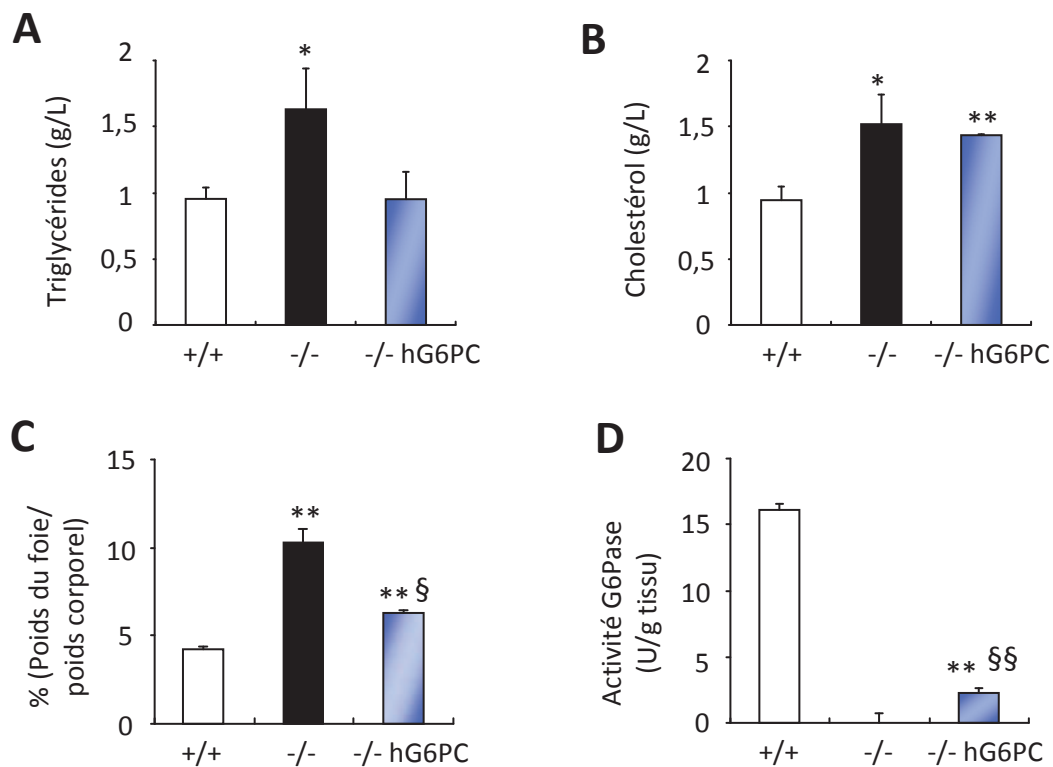 A
Triglycérides (g/L)
2
1,5
1
0,5
0
*
+/+
-/-
-/- hG6PC
B
Cholestérol (g/L)
2
1,5
1
0,5
0
*
**
+/+
-/-
-/- hG6PC
C
% (Poids du foie/
poids corporel)
15
10
5
0
**
** §
+/+
-/-
-/- hG6PC
D
Activité G6Pase
(U/g tissu)
20
15
10
5
0
** §§
+/+
-/-
-/- hG6PC